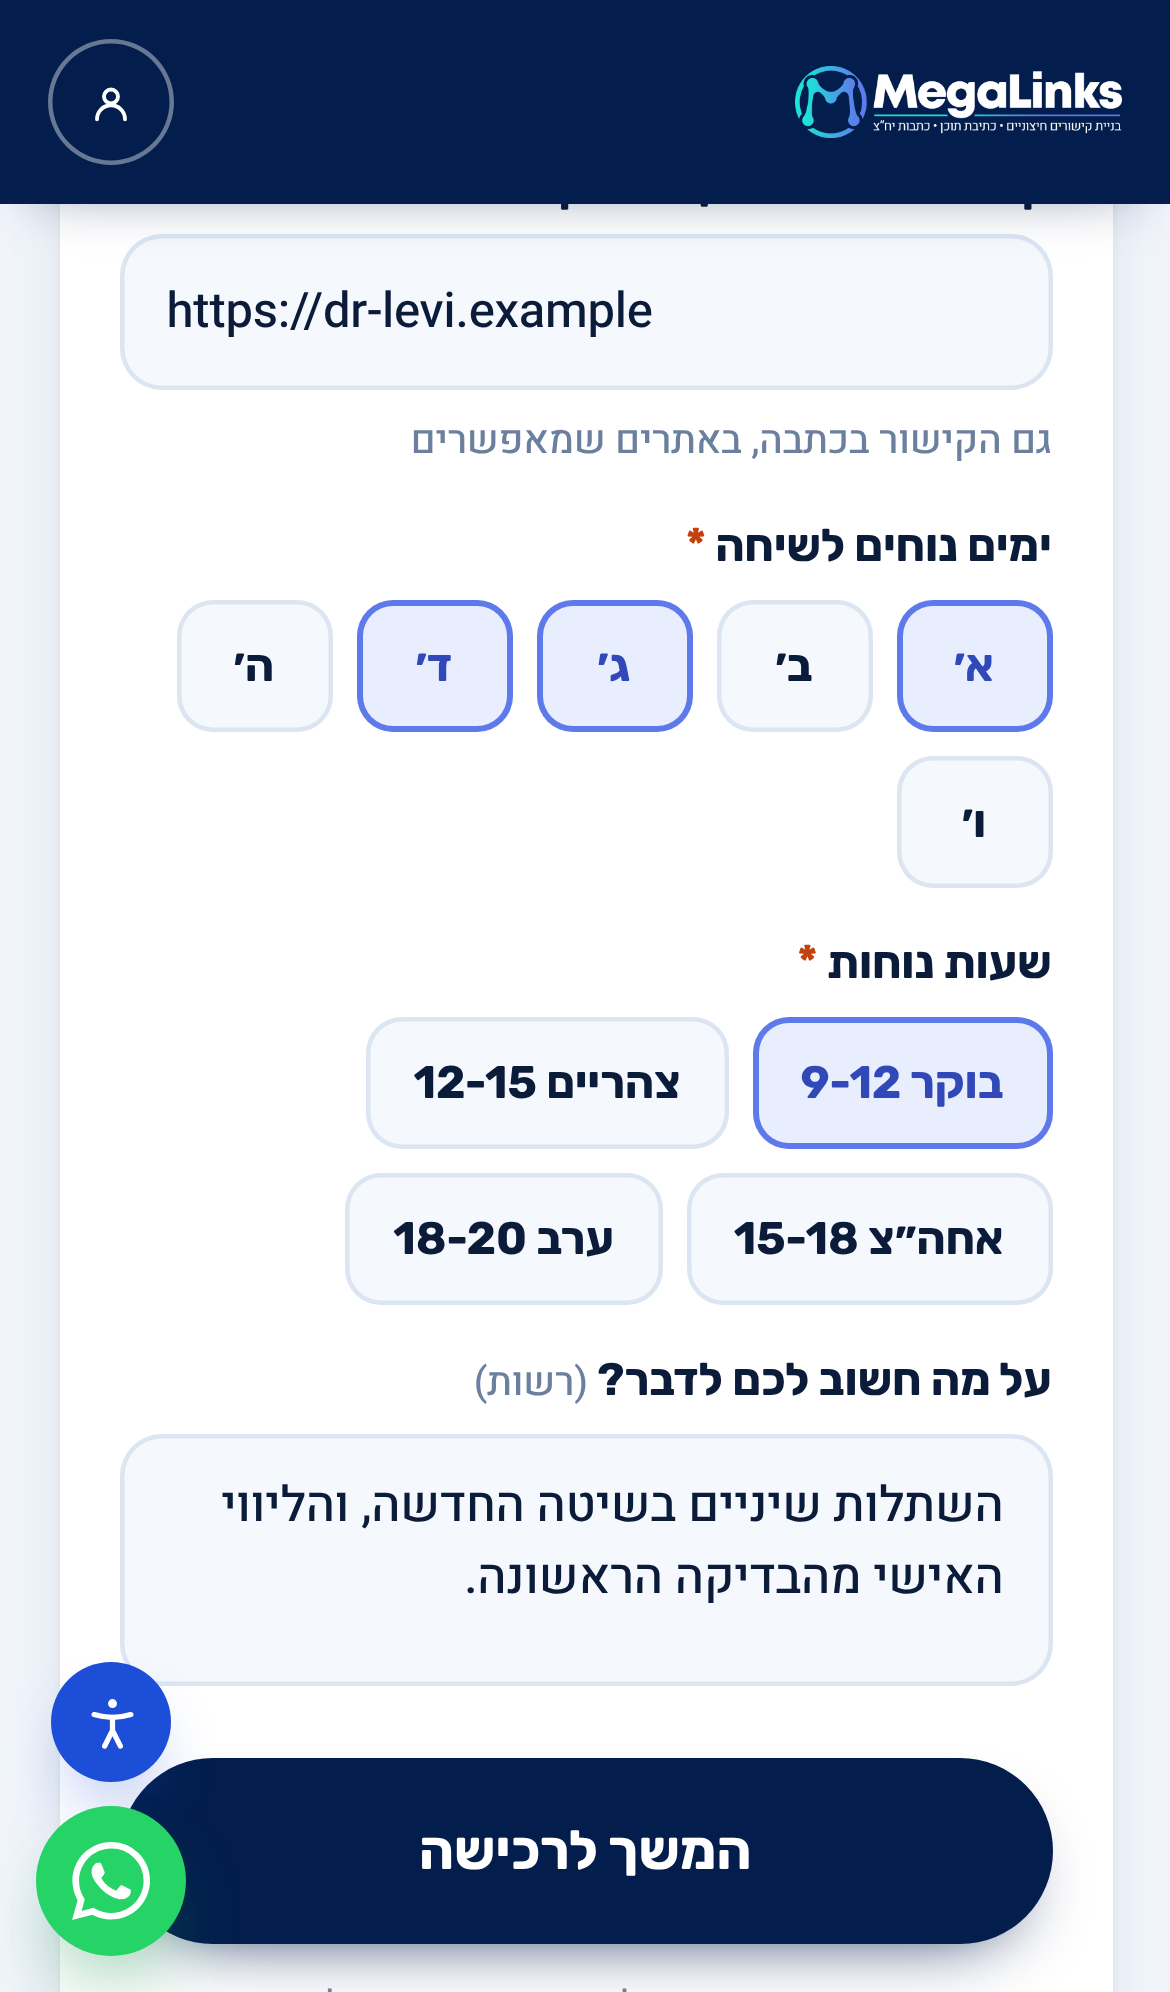 MegaLinks
בניית קישורים חיצוניים • כתיבת תוכן • כתבות יח"צ
https://dr-levi.example
גם הקישור בכתבה, באתרים שמאפשרים
ימים נוחים לשיחה *
א׳ ב׳ ג׳ ד׳ ה׳
ו׳
שעות נוחות *
בוקר 9-12 צהריים 12-15
אחה״צ 15-18 ערב 18-20
על מה חשוב לכם לדבר? (רשות)
השתלות שיניים בשיטה החדשה, והליווי
האישי מהבדיקה הראשונה.
המשך לרכישה